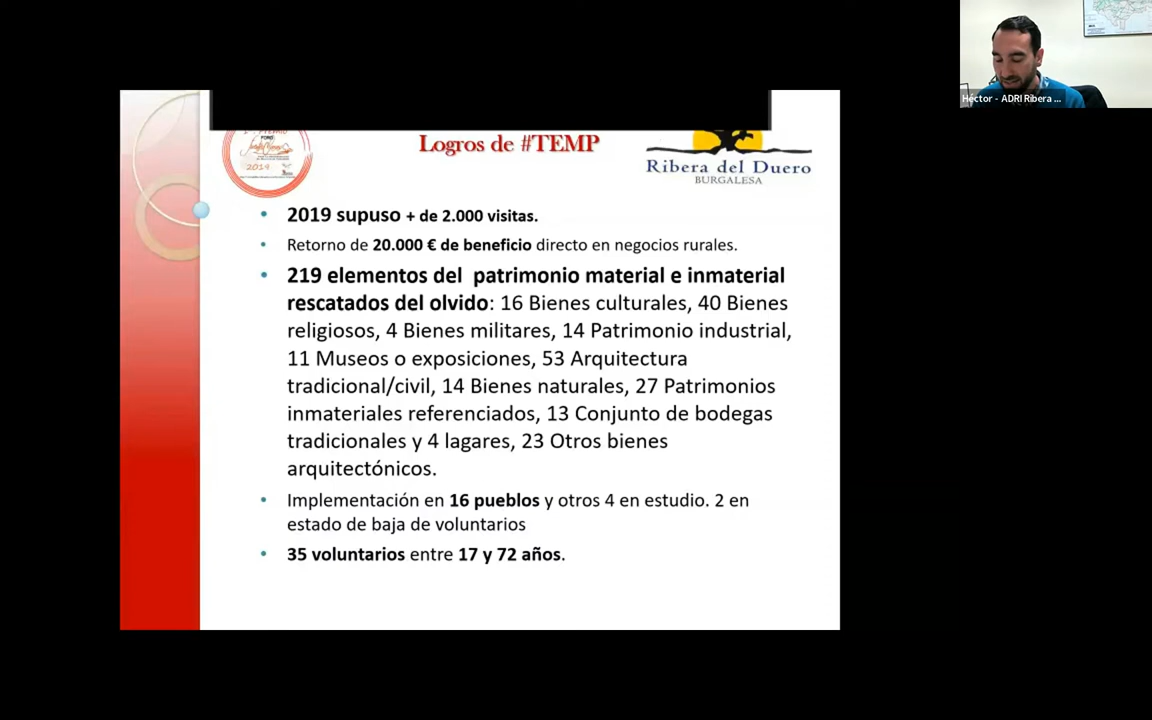 Héctor - ADRI Ribera ...
Logros de #TEMP
FORO
2019
Ribera del Duero
BURGALESA
• 2019 supuso + de 2.000 visitas.
• Retorno de 20.000 € de beneficio directo en negocios rurales.
• 219 elementos del patrimonio material e inmaterial
rescatados del olvido: 16 Bienes culturales, 40 Bienes
religiosos, 4 Bienes militares, 14 Patrimonio industrial,
11 Museos o exposiciones, 53 Arquitectura
tradicional/civil, 14 Bienes naturales, 27 Patrimonios
inmateriales referenciados, 13 Conjunto de bodegas
tradicionales y 4 lagares, 23 Otros bienes
arquitectónicos.
• Implementación en 16 pueblos y otros 4 en estudio. 2 en
estado de baja de voluntarios
• 35 voluntarios entre 17 y 72 años.